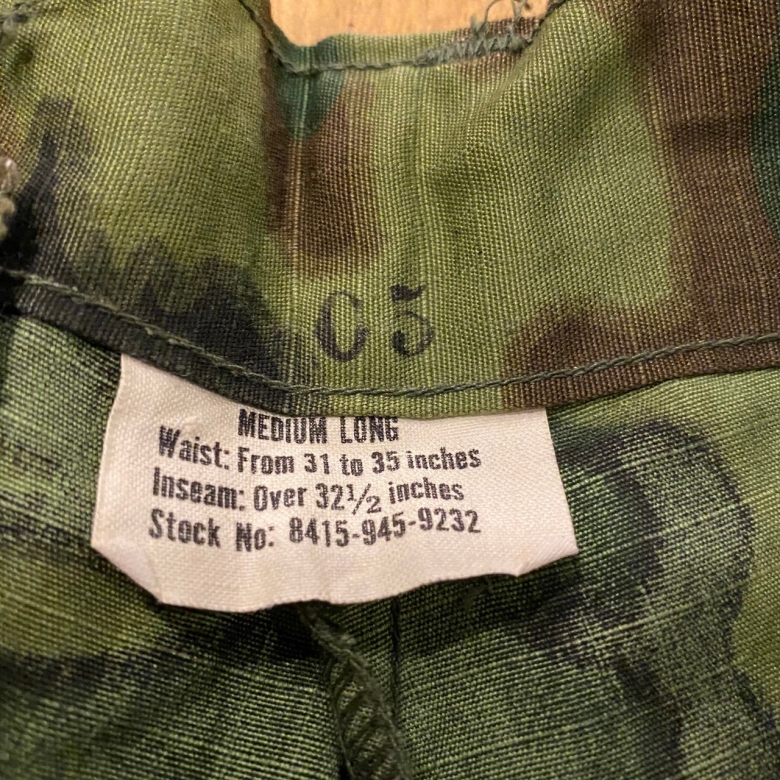 C5
MEDIUM LONG
Waist: From 31 to 35 inches
Inseam: Over 32½ inches
Stock No: 8415-945-9232